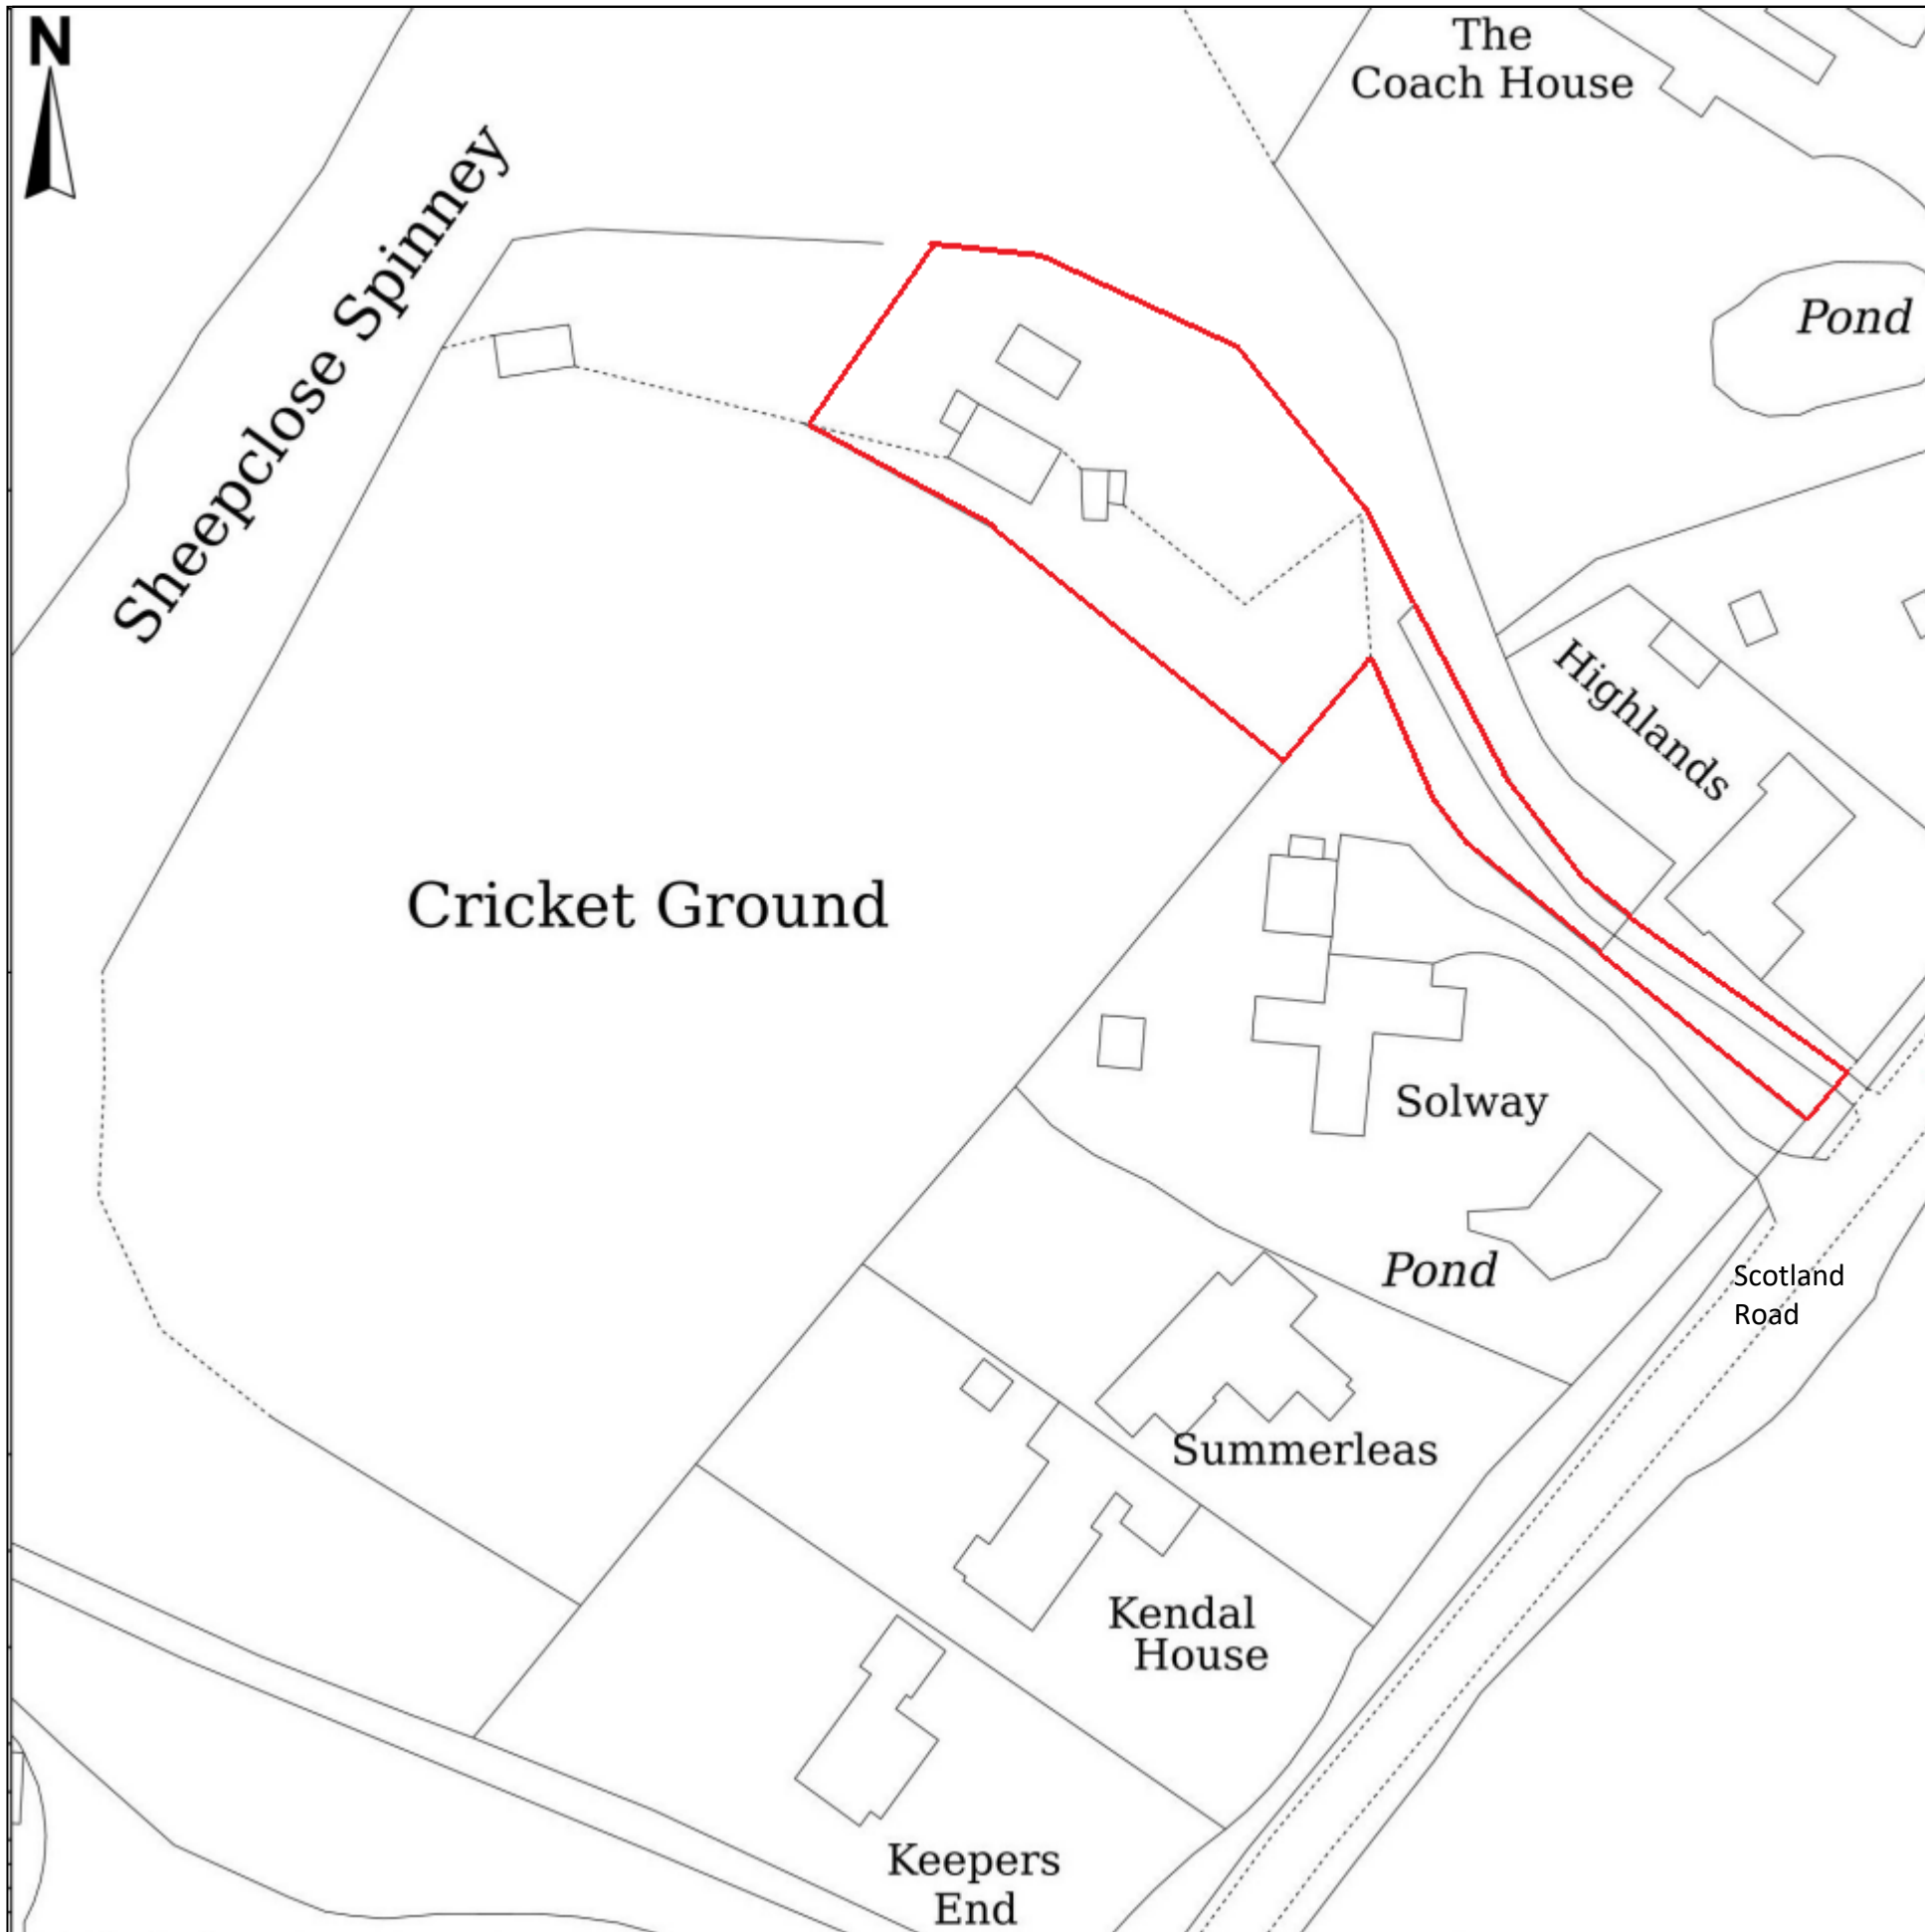 N
The
Coach House
Sheepclose Spinney
Pond
Highlands
Cricket Ground
Solway
Pond
Scotland
Road
Summerleas
Kendal
House
Keepers
End